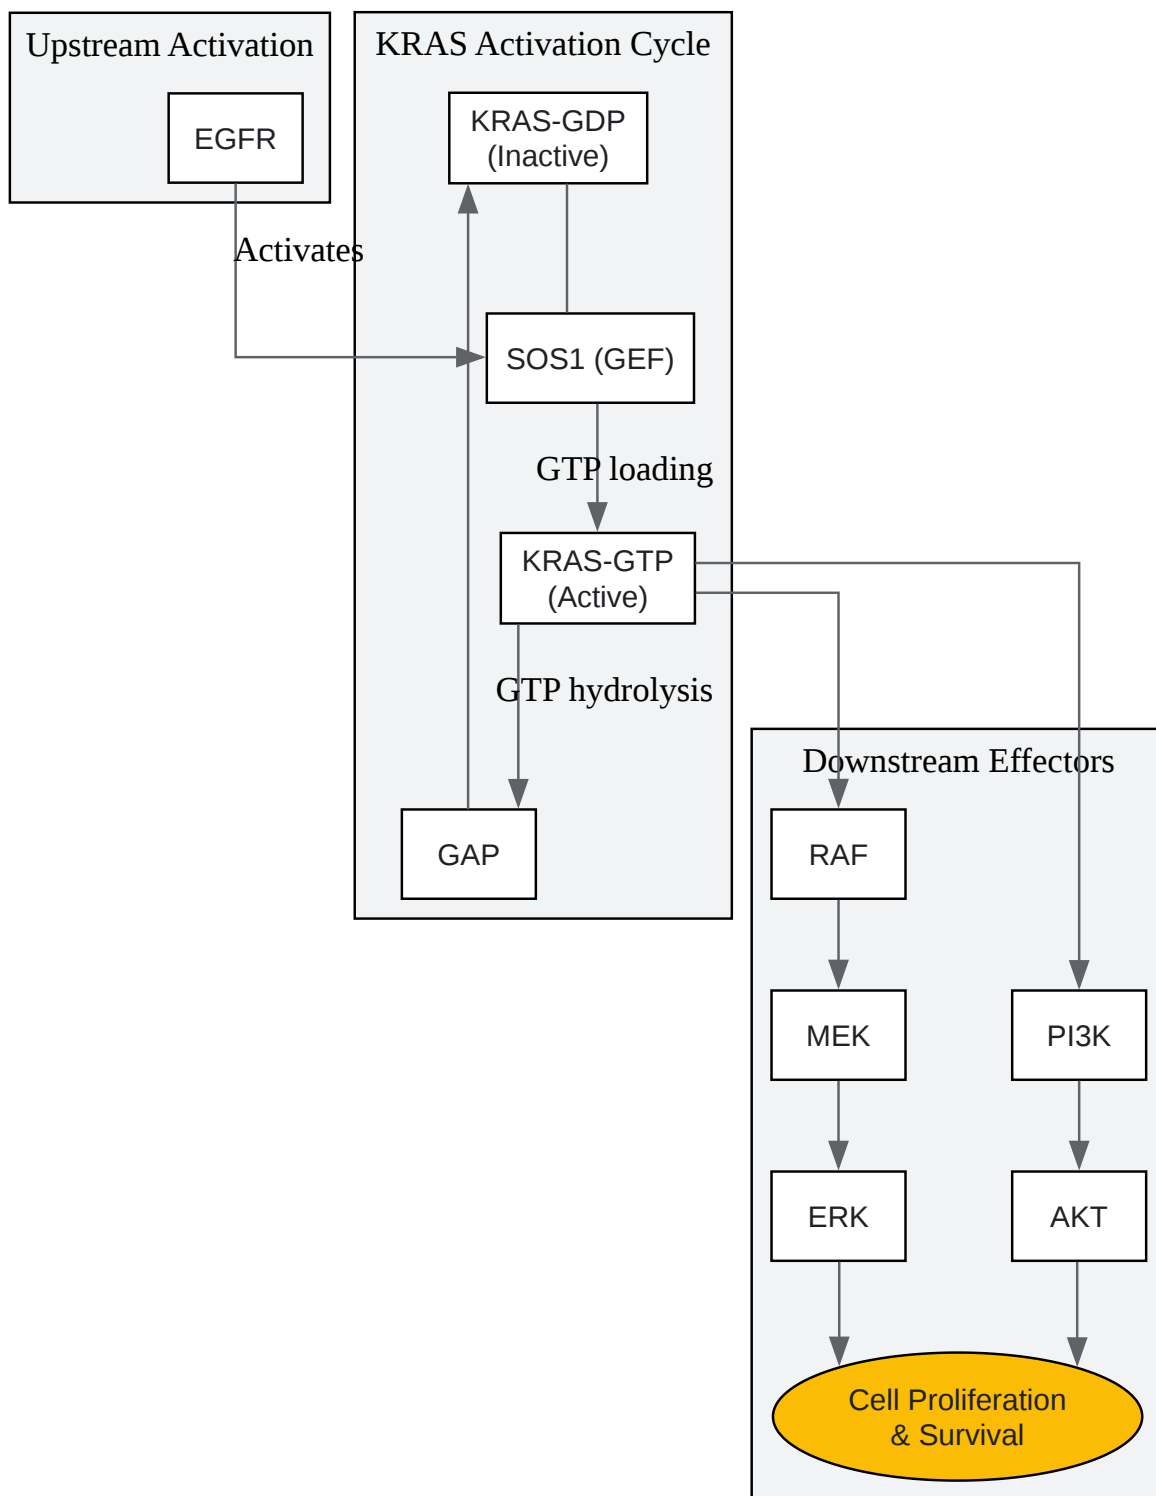 Upstream Activation
EGFR
Activates
KRAS Activation Cycle
KRAS-GDP
(Inactive)
SOS1 (GEF)
GTP loading
KRAS-GTP
(Active)
GTP hydrolysis
GAP
Downstream Effectors
RAF
MEK
PI3K
ERK
AKT
Cell Proliferation
& Survival